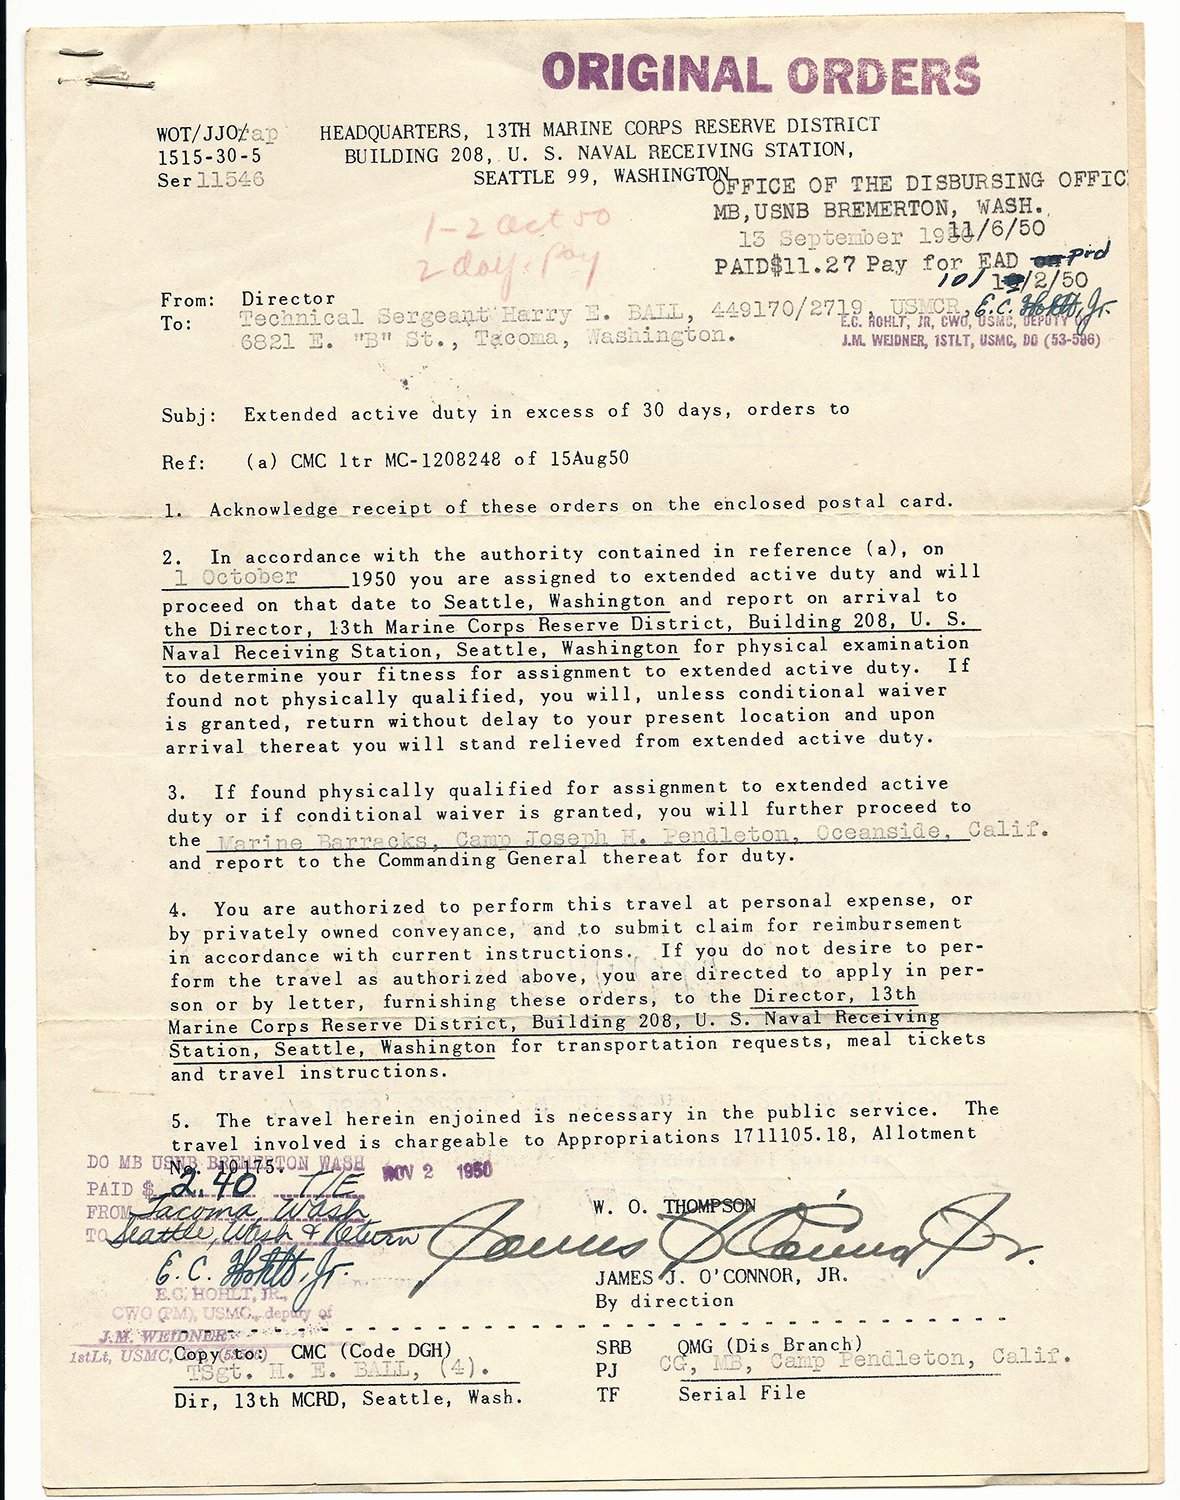 ORIGINAL ORDERS
WOT/JJO/rap
1515-30-5
Ser 11546
HEADQUARTERS, 13TH MARINE CORPS RESERVE DISTRICT
BUILDING 208, U. S. NAVAL RECEIVING STATION,
SEATTLE 99, WASHINGTON
OFFICE OF THE DISBURSING OFFIC
MB,USNB BREMERTON, WASH.
13 September 1950
11/6/50
PAID$11.27 Pay for EAD Prd
10/1 /2/50
1-2 Oct 50
2 day. pay
E.C. Hohlt, Jr.
E.C. HOHLT, JR, CWO, USMC, DEPUTY OF
J.M. WEIDNER, 1STLT, USMC, DO (53-586)
From: Director
To: Technical Sergeant Harry E. BALL, 449170/2719, USMCR,
6821 E. "B" St., Tacoma, Washington.
Subj: Extended active duty in excess of 30 days, orders to
Ref: (a) CMC ltr MC-1208248 of 15Aug50
1. Acknowledge receipt of these orders on the enclosed postal card.
2. In accordance with the authority contained in reference (a), on
1 October 1950 you are assigned to extended active duty and will
proceed on that date to Seattle, Washington and report on arrival to
the Director, 13th Marine Corps Reserve District, Building 208, U. S.
Naval Receiving Station, Seattle, Washington for physical examination
to determine your fitness for assignment to extended active duty. If
found not physically qualified, you will, unless conditional waiver
is granted, return without delay to your present location and upon
arrival thereat you will stand relieved from extended active duty.
3. If found physically qualified for assignment to extended active
duty or if conditional waiver is granted, you will further proceed to
the Marine Barracks, Camp Joseph H. Pendleton, Oceanside, Calif.
and report to the Commanding General thereat for duty.
4. You are authorized to perform this travel at personal expense, or
by privately owned conveyance, and to submit claim for reimbursement
in accordance with current instructions. If you do not desire to per-
form the travel as authorized above, you are directed to apply in per-
son or by letter, furnishing these orders, to the Director, 13th
Marine Corps Reserve District, Building 208, U. S. Naval Receiving
Station, Seattle, Washington for transportation requests, meal tickets
and travel instructions.
5. The travel herein enjoined is necessary in the public service. The
travel involved is chargeable to Appropriations 1711105.18, Allotment
No. 10175.
DO MB USNB BREMERTON WASH NOV 2 1950
PAID $ 2.40 T/E
FROM Tacoma, Wash
TO Seattle, Wash & Return
E. C. Hohlt, Jr.
E.C. HOHLT, JR.,
CWO (PM), USMC, deputy of
J.M. WEIDNER
1stLt, USMC,
W. O. THOMPSON
James J O'Connor Jr.
JAMES J. O'CONNOR, JR.
By direction
Copy to: CMC (Code DGH)
TSgt. H. E. BALL, (4).
Dir, 13th MCRD, Seattle, Wash.
SRB QMG (Dis Branch)
PJ CG, MB, Camp Pendleton, Calif.
TF Serial File